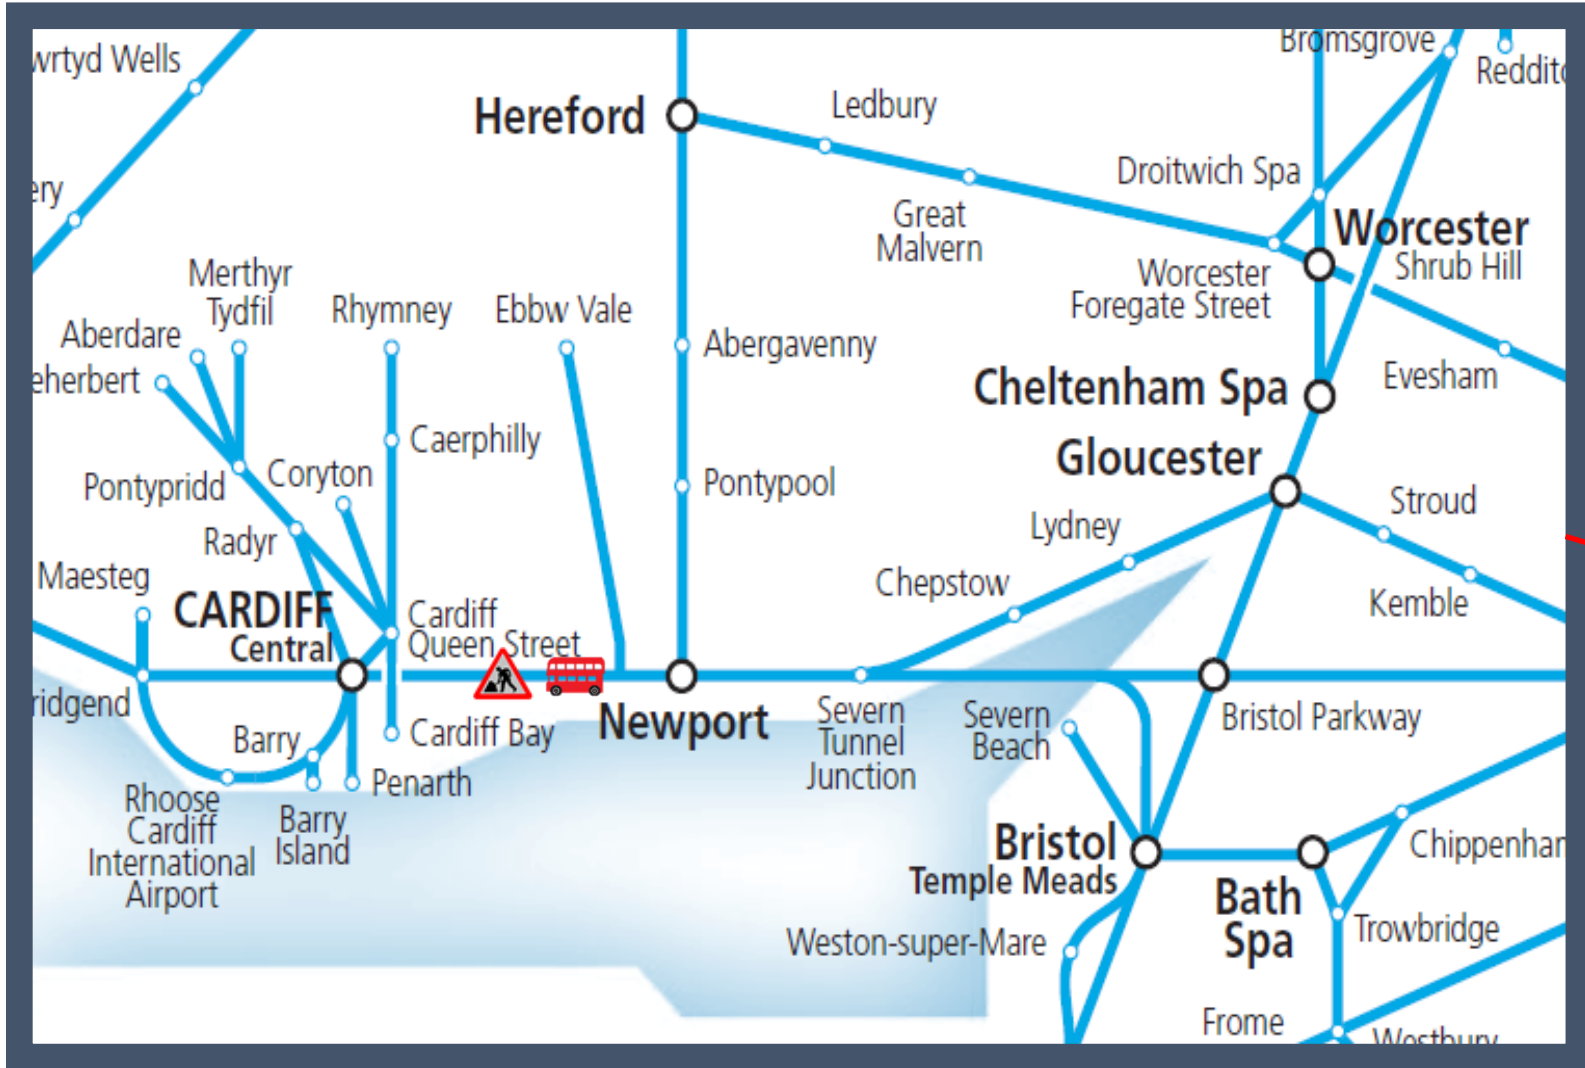 wrtyd Wells
Bromsgrove
Reddito
Hereford
Ledbury
Droitwich Spa
ery
Great
Malvern
Worcester
Shrub Hill
Worcester
Foregate Street
Merthyr
Tydfil
Rhymney
Ebbw Vale
Aberdare
eherbert
Abergavenny
Evesham
Cheltenham Spa
Caerphilly
Gloucester
Pontypridd
Coryton
Pontypool
Stroud
Radyr
Lydney
Maesteg
Chepstow
Kemble
CARDIFF
Central
Cardiff
Queen Street
ridgend
Newport
Severn
Tunnel
Junction
Severn
Beach
Bristol Parkway
Barry
Cardiff Bay
Penarth
Rhoose
Cardiff
International
Airport
Barry
Island
Bristol
Temple Meads
Chippenhar
Bath
Spa
Trowbridge
Weston-super-Mare
Frome
Westbury